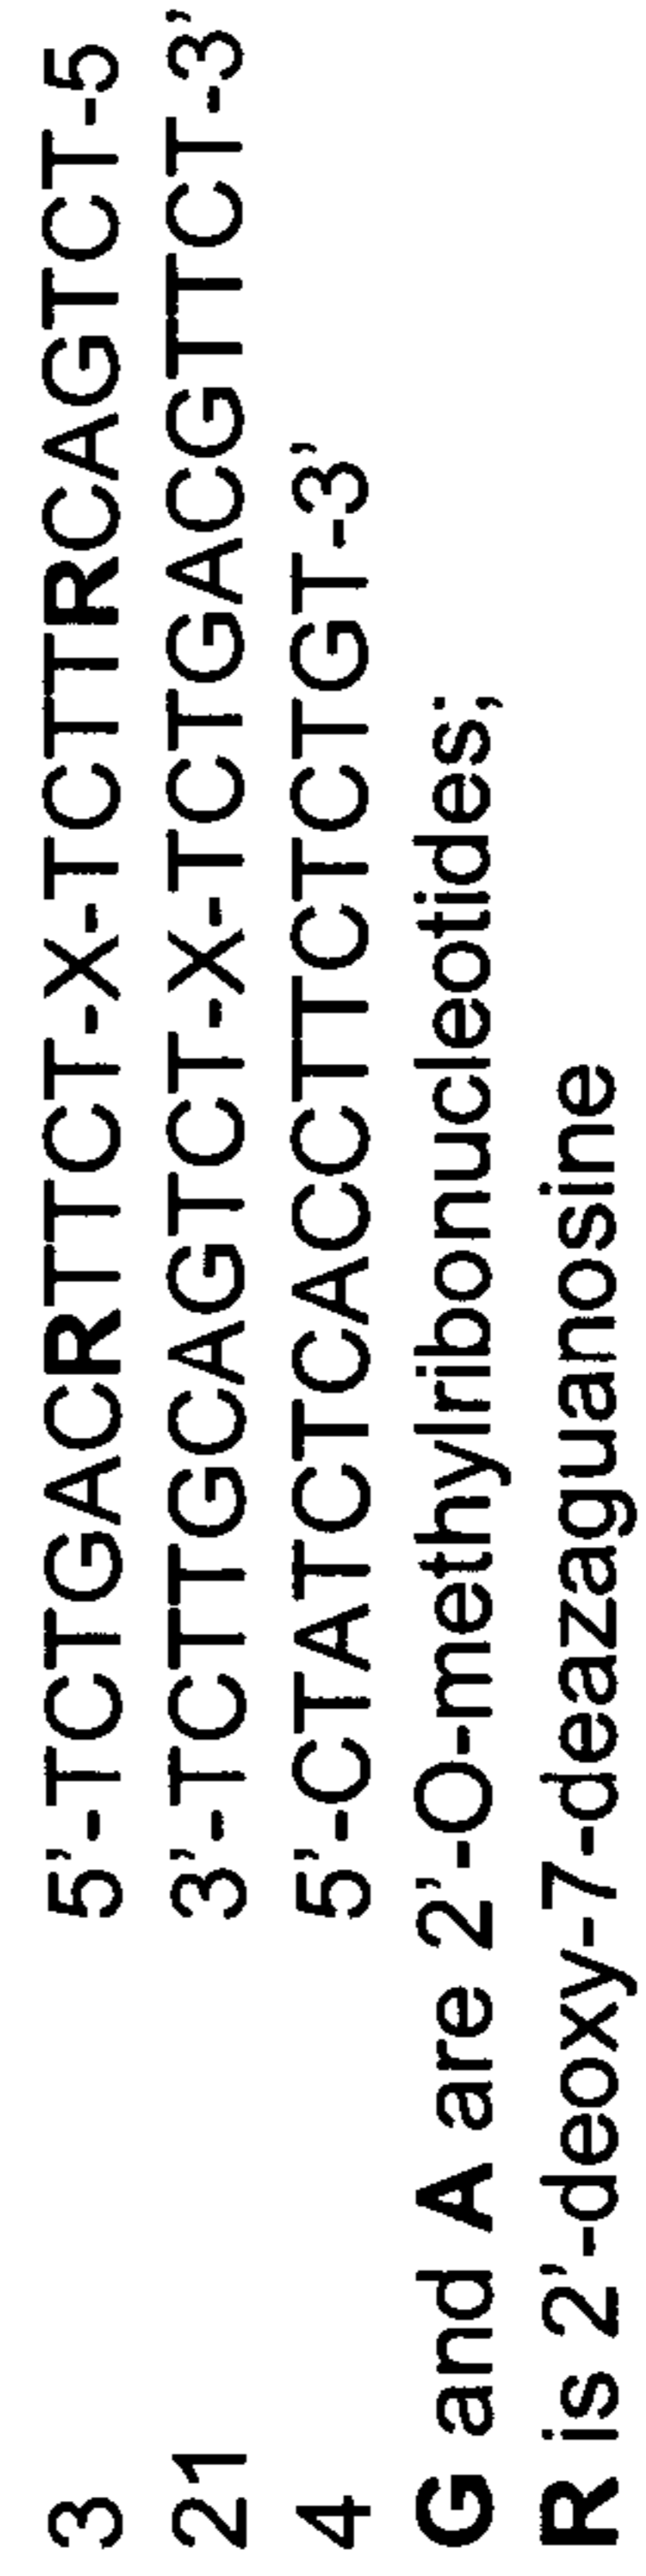 3 5'-TCTGACRTTCT-X-TCTTRCAGTCT-5
21 3'-TCTTGCAGTCT-X-TCTGACGTTCT-3'
4 5'-CTATCTCACCTTCTCTGT-3'
G and A are 2'-O-methylribonucleotides;
R is 2'-deoxy-7-deazaguanosine